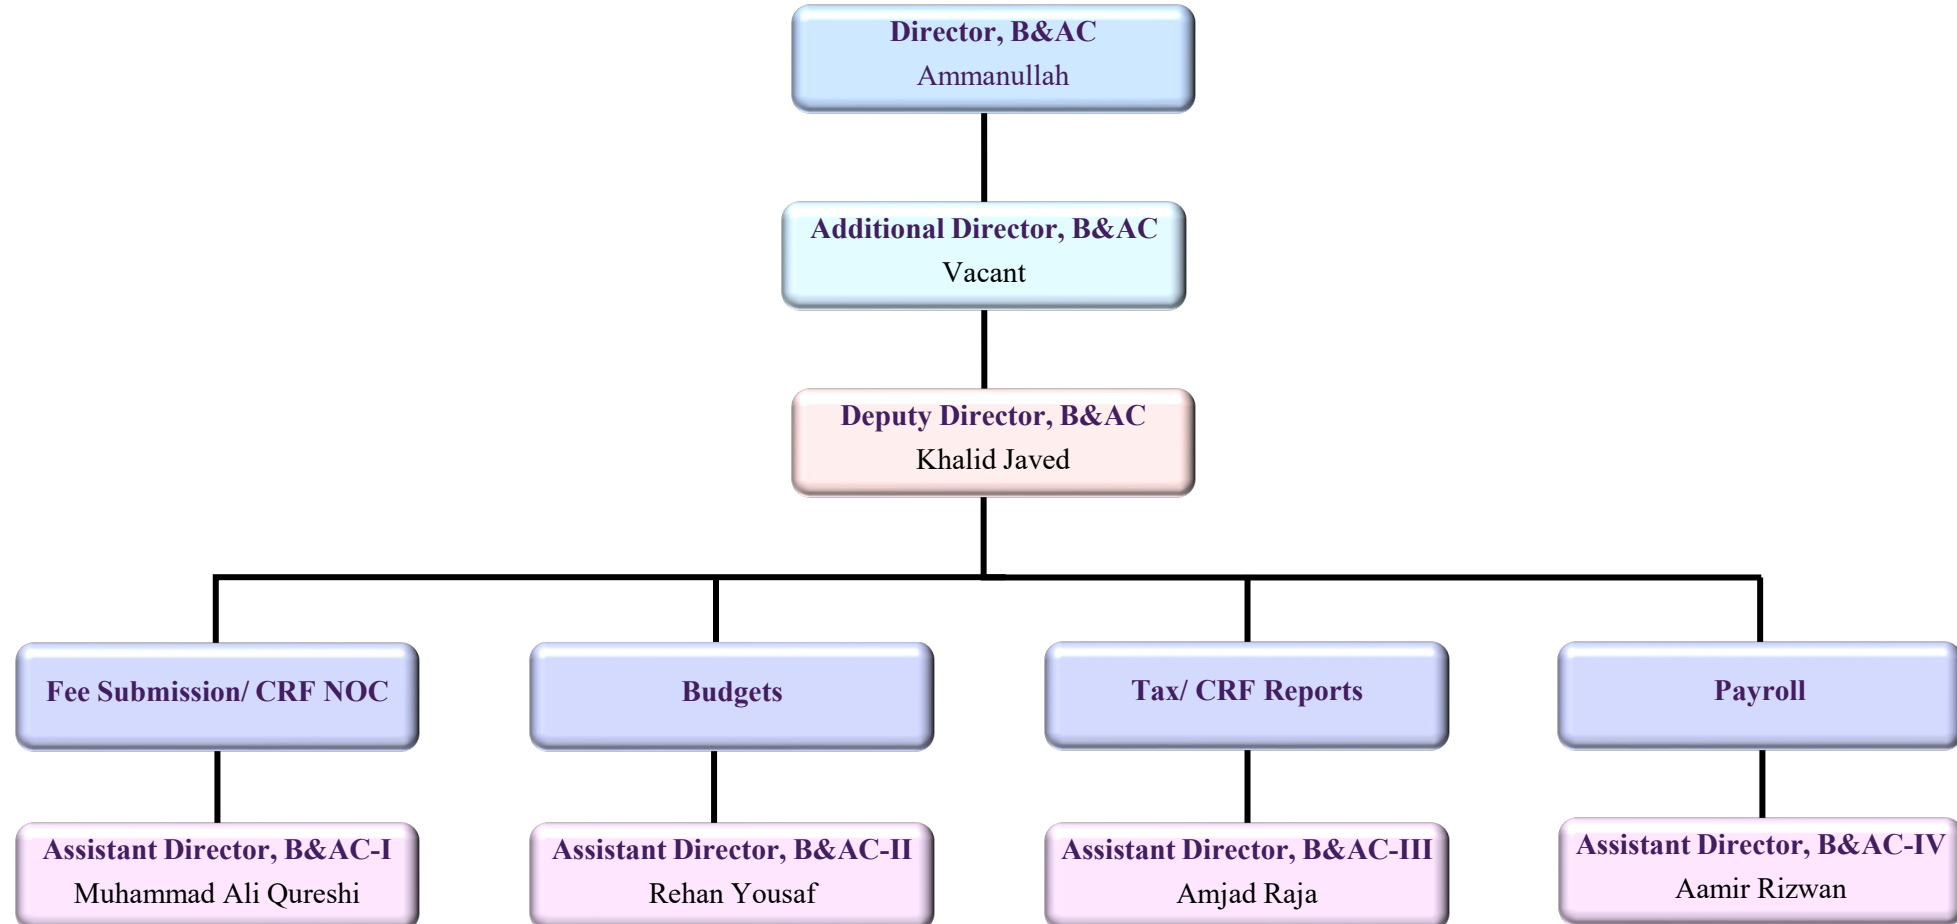 Director, B&AC
Ammanullah
Additional Director, B&AC
Vacant
Deputy Director, B&AC
Khalid Javed
Fee Submission/ CRF NOC
Budgets
Tax/ CRF Reports
Payroll
Assistant Director, B&AC-I
Muhammad Ali Qureshi
Assistant Director, B&AC-II
Rehan Yousaf
Assistant Director, B&AC-III
Amjad Raja
Assistant Director, B&AC-IV
Aamir Rizwan